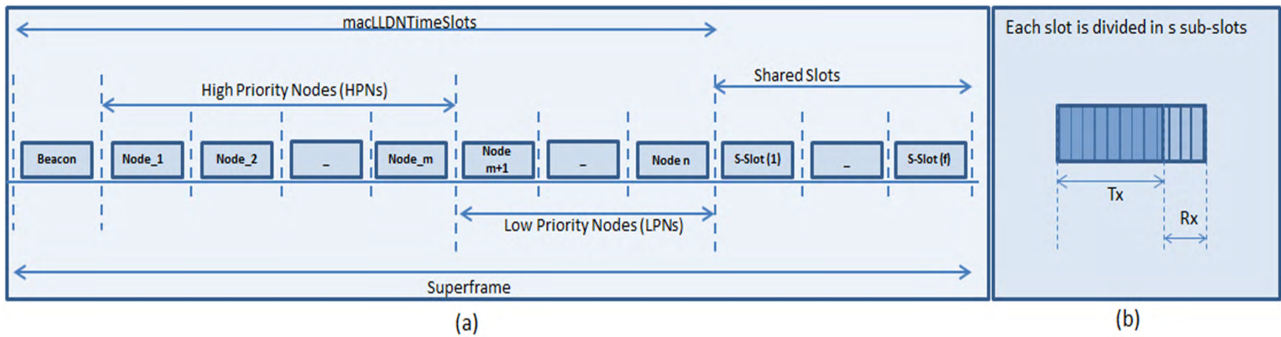 macLLDNTimeSlots
High Priority Nodes (HPNs)
Shared Slots
Beacon
Node_1
Node_2
_
Node_m
Node
m+1
_
Node n
S-Slot (1)
_
S-Slot (f)
Low Priority Nodes (LPNs)
Superframe
(a)
Each slot is divided in s sub-slots
Tx
Rx
(b)